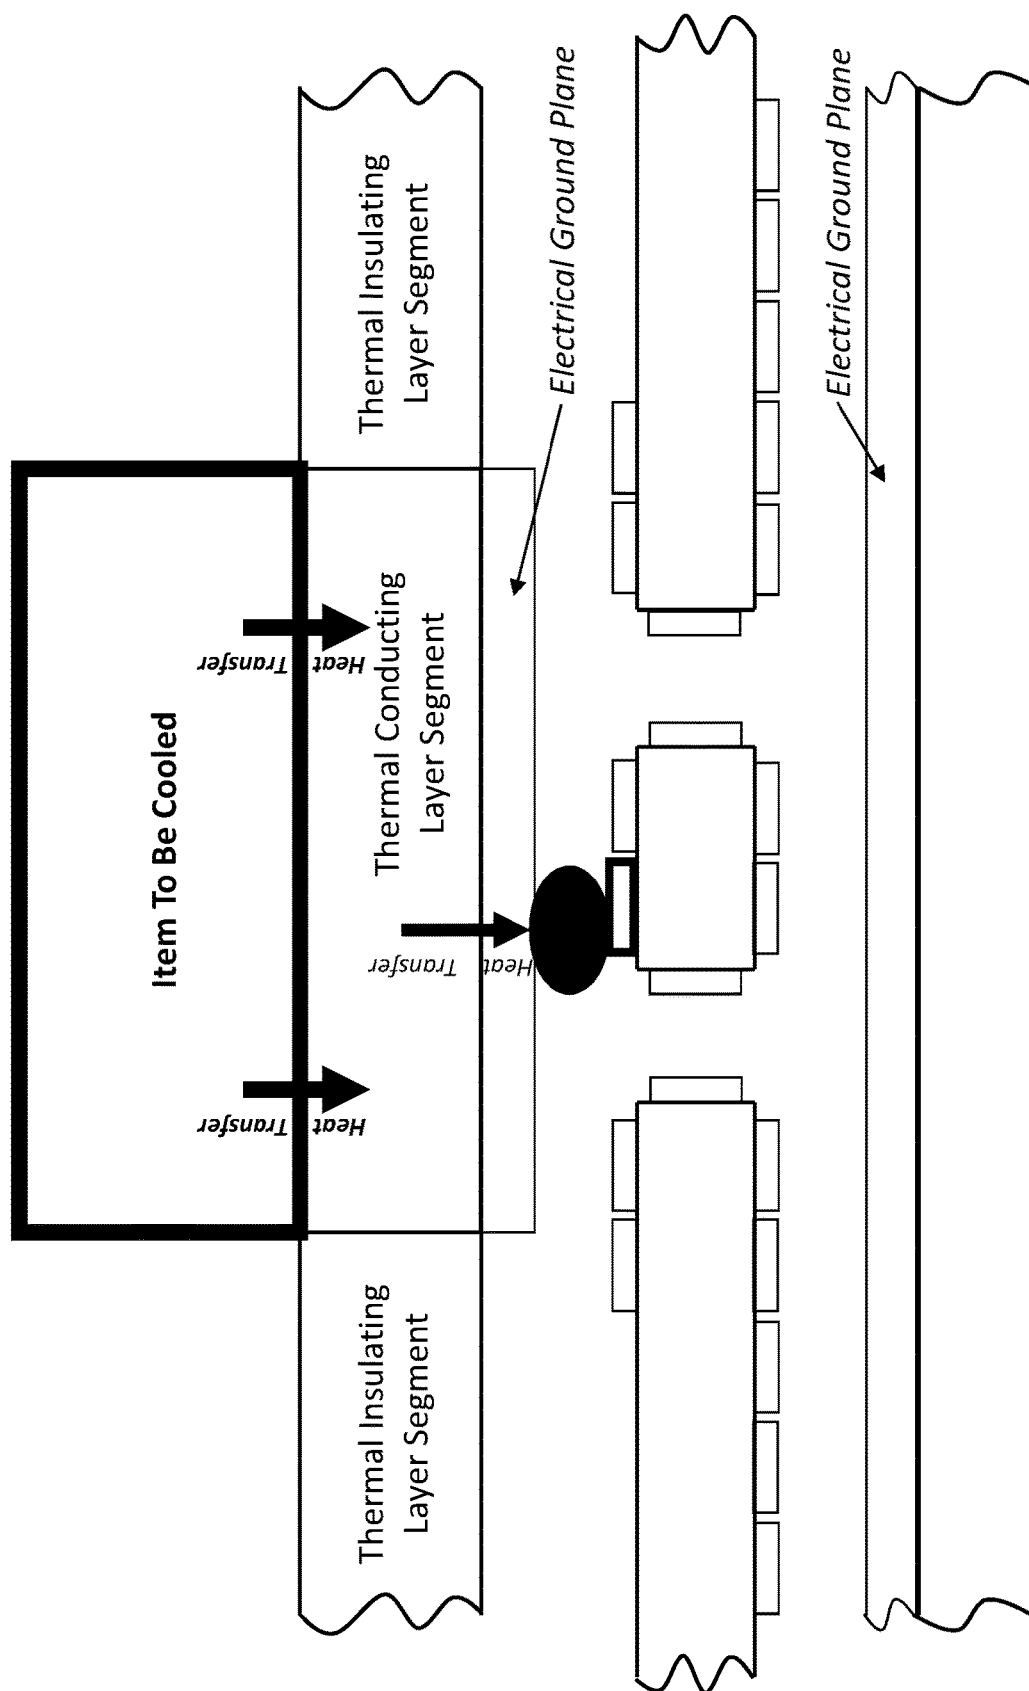 Item To Be Cooled
Heat
Transfer
Heat
Transfer
Thermal Insulating
Layer Segment
Thermal Conducting
Layer Segment
Thermal Insulating
Layer Segment
Heat
Transfer
Electrical Ground Plane
Electrical Ground Plane